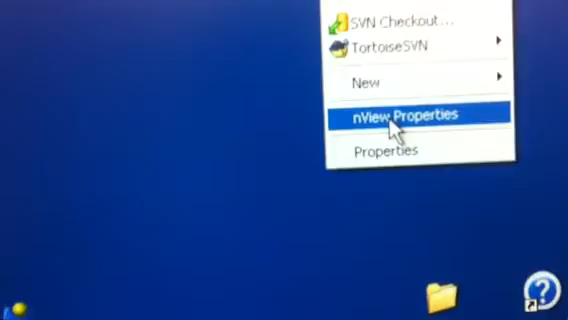 SVN Checkout...
TortoiseSVN
New
nView Properties
Properties
?